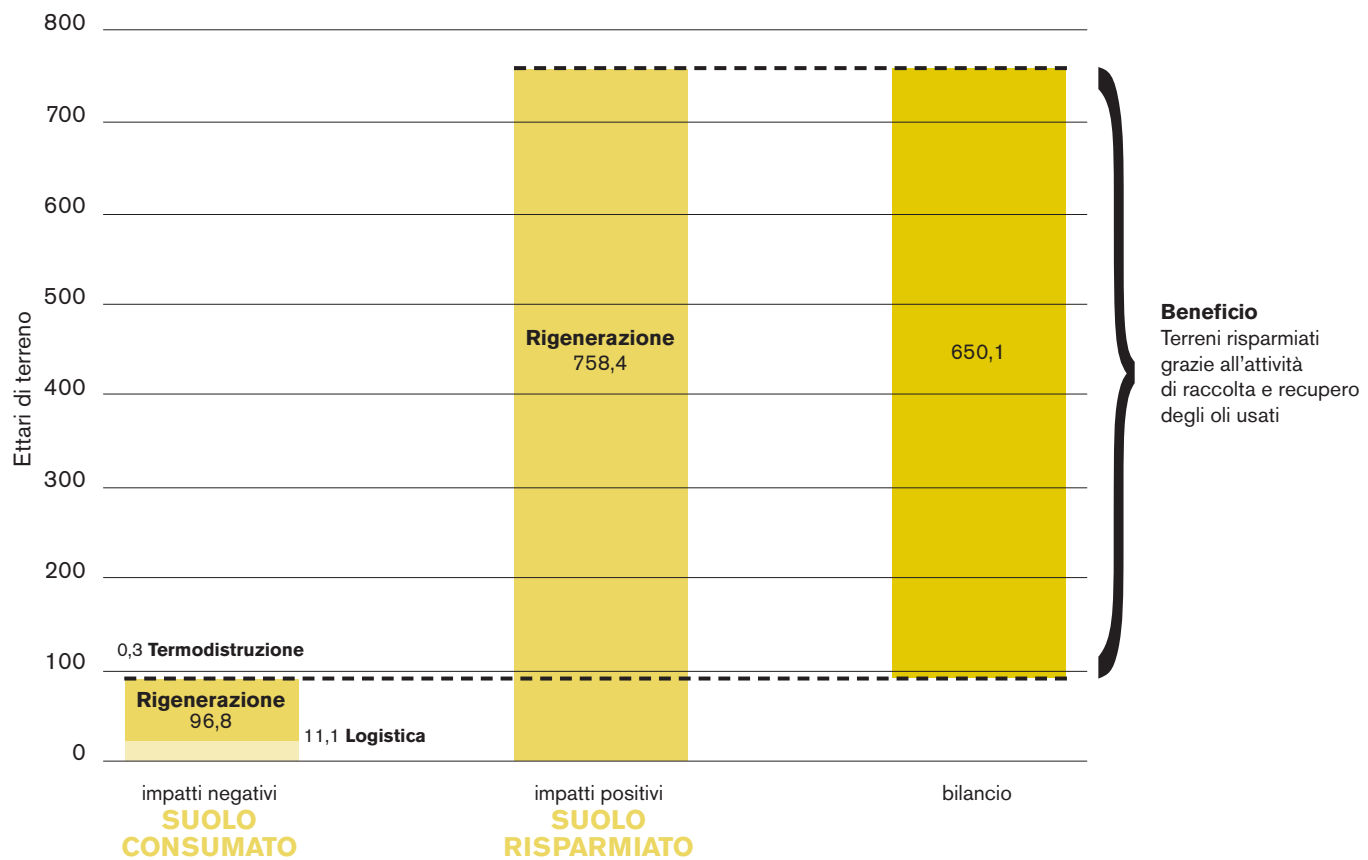 800
700
600
500
400
300
200
100
0
Ettari di terreno
0,3 Termodistruzione
Rigenerazione
96,8
11,1 Logistica
Rigenerazione
758,4
650,1
Beneficio
Terreni risparmiati
grazie all'attività
di raccolta e recupero
degli oli usati
impatti negativi
SUOLO
CONSUMATO
impatti positivi
SUOLO
RISPARMIATO
bilancio